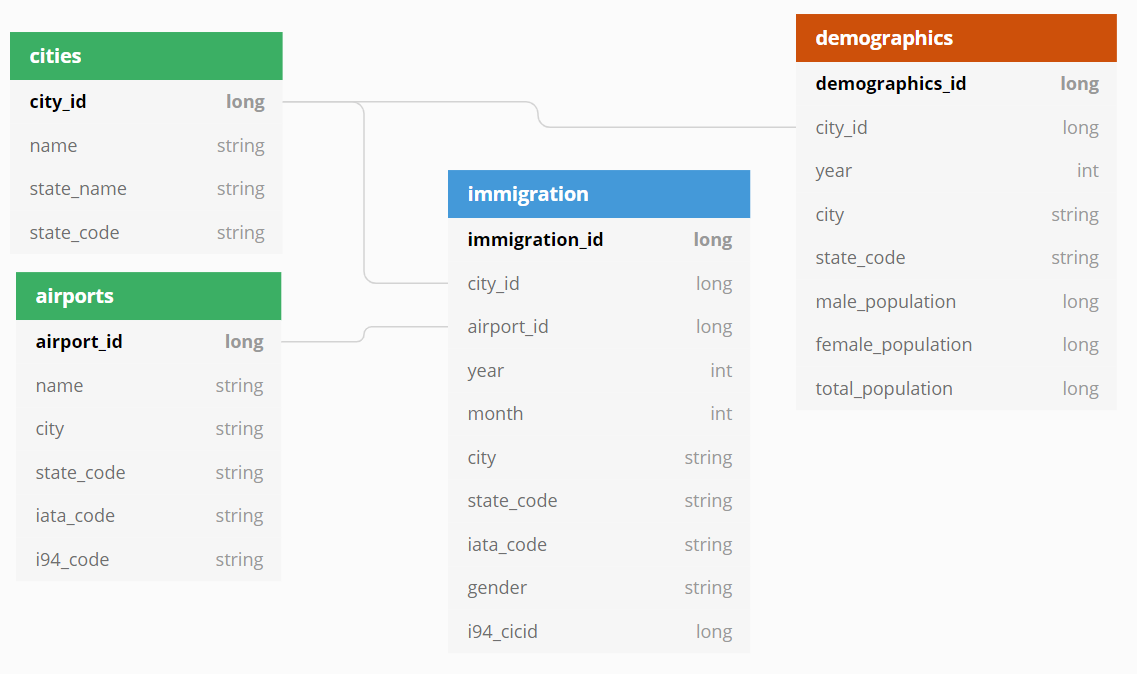 cities
city_id long
name string
state_name string
state_code string
airports
airport_id long
name string
city string
state_code string
iata_code string
i94_code string
immigration
immigration_id long
city_id long
airport_id long
year int
month int
city string
state_code string
iata_code string
gender string
i94_cicid long
demographics
demographics_id long
city_id long
year int
city string
state_code string
male_population long
female_population long
total_population long